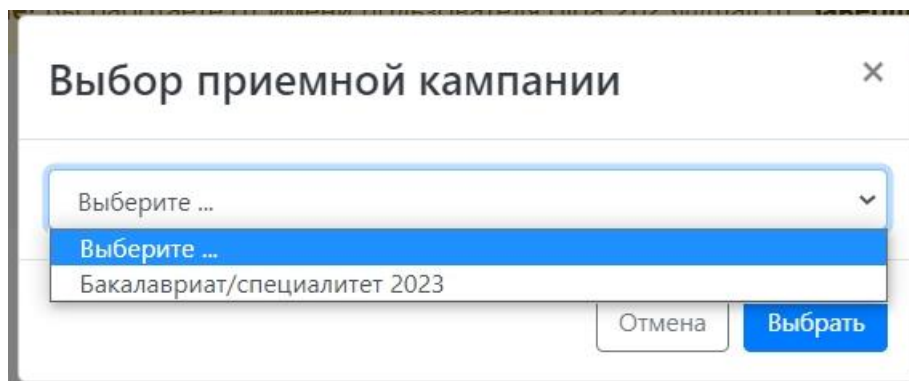 Выбор приемной кампании
×
Выберите ...
Выберите ...
Бакалавриат/специалитет 2023
Отмена Выбрать